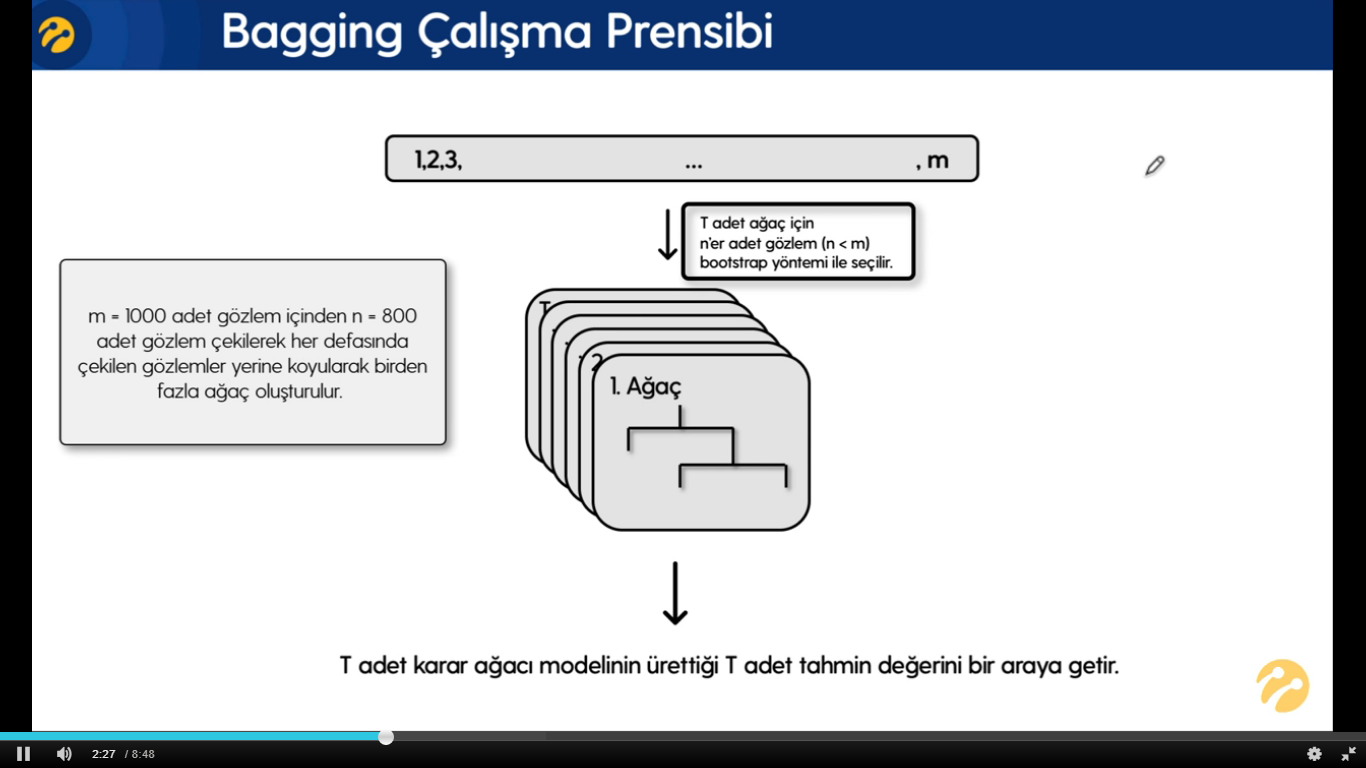 Bagging Çalışma Prensibi
1,2,3, ... , m
T adet ağaç için
n'er adet gözlem (n < m)
bootstrap yöntemi ile seçilir.
m = 1000 adet gözlem içinden n = 800
adet gözlem çekilerek her defasında
çekilen gözlemler yerine koyularak birden
fazla ağaç oluşturulur.
T
2
1. Ağaç
T adet karar ağacı modelinin ürettiği T adet tahmin değerini bir araya getir.
2:27 / 8:48